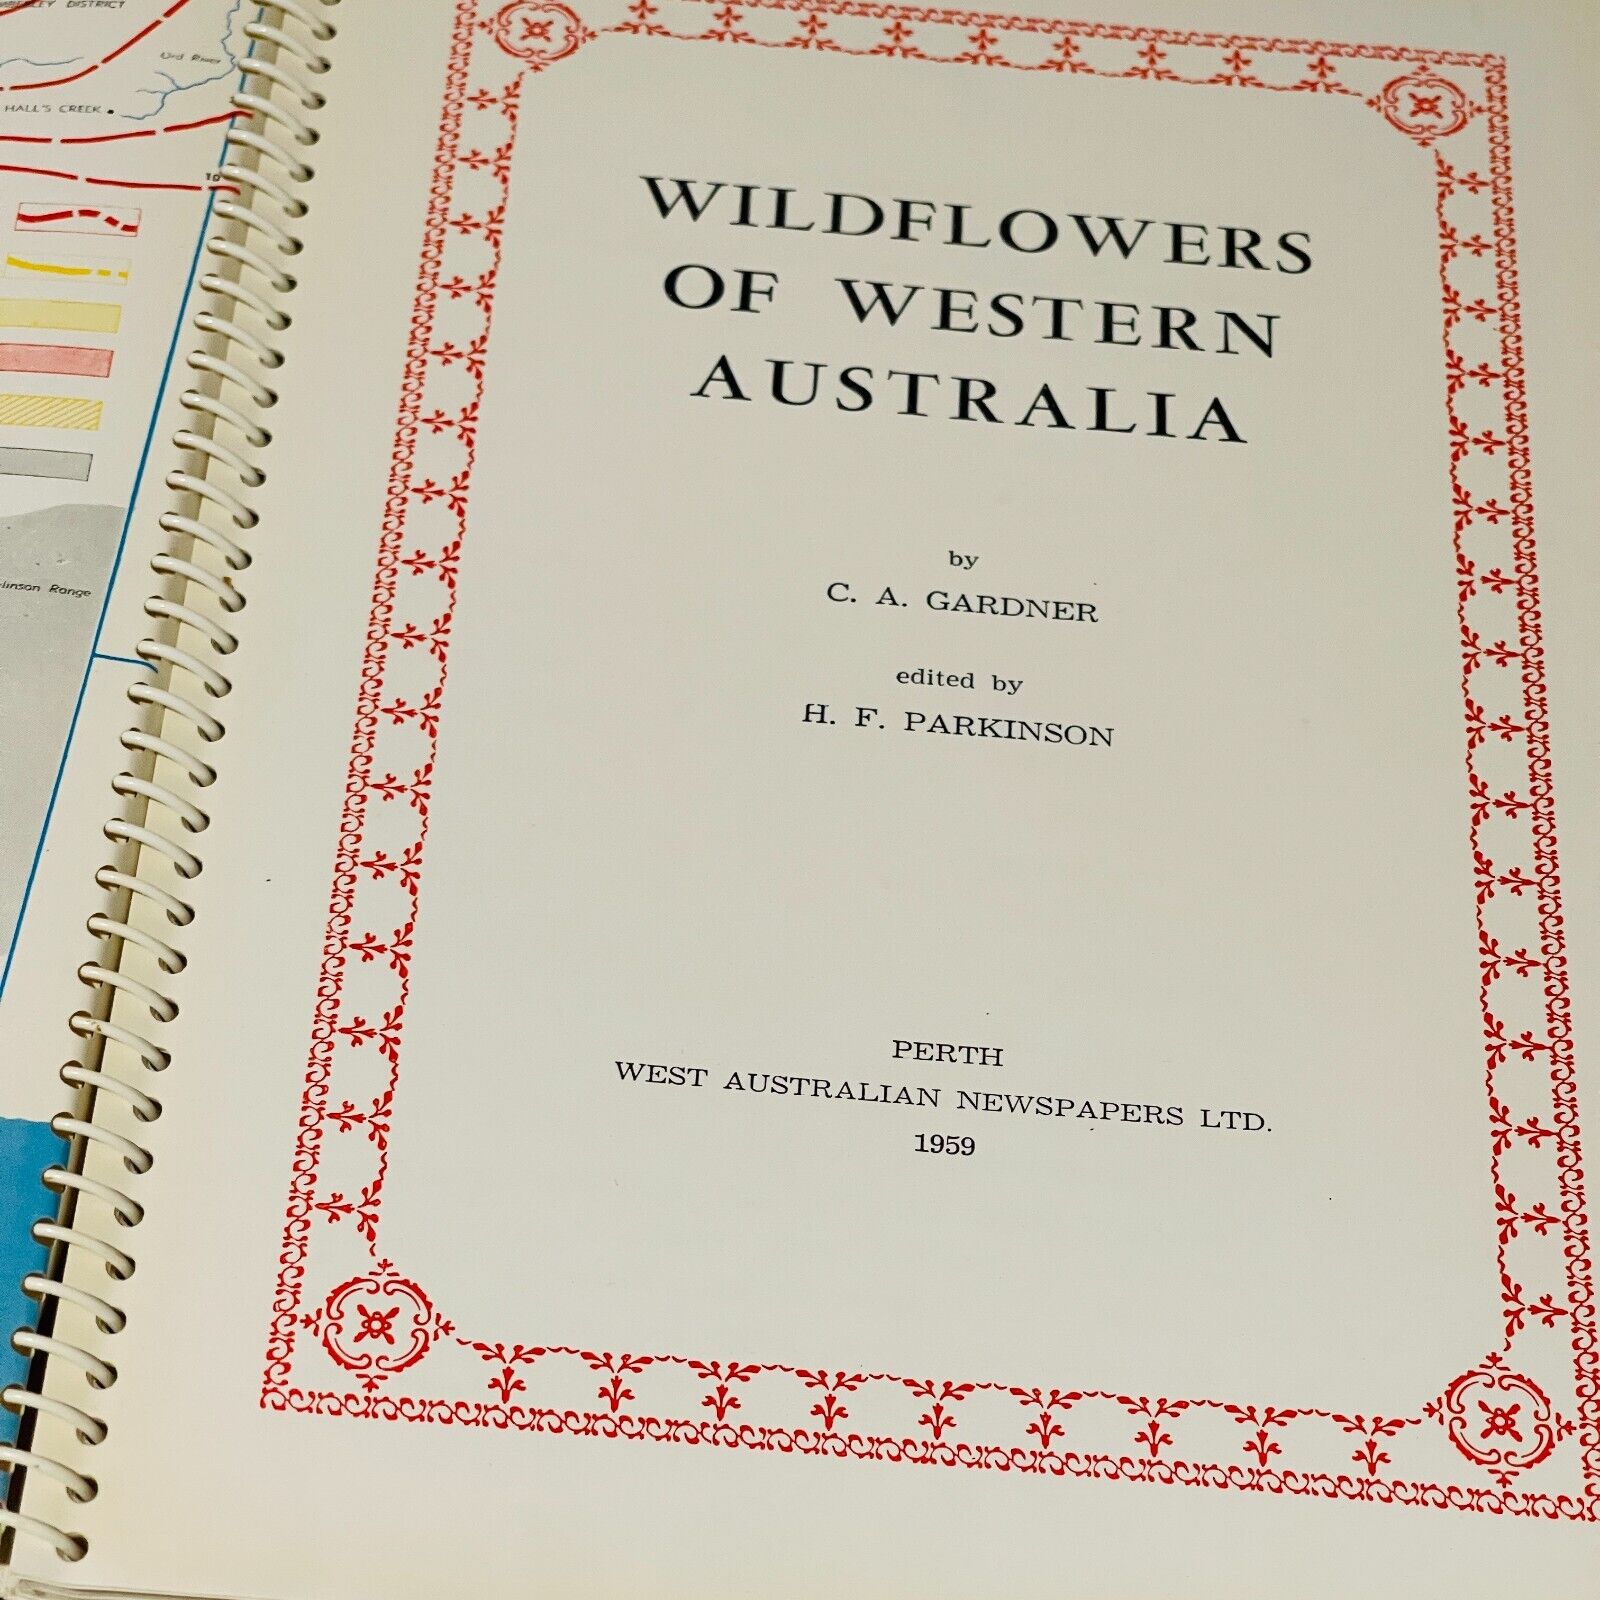 Ord River
HALL'S CREEK
WILDFLOWERS
OF WESTERN
AUSTRALIA
by
C. A. GARDNER
edited by
H. F. PARKINSON
Range
PERTH
WEST AUSTRALIAN NEWSPAPERS LTD.
1959